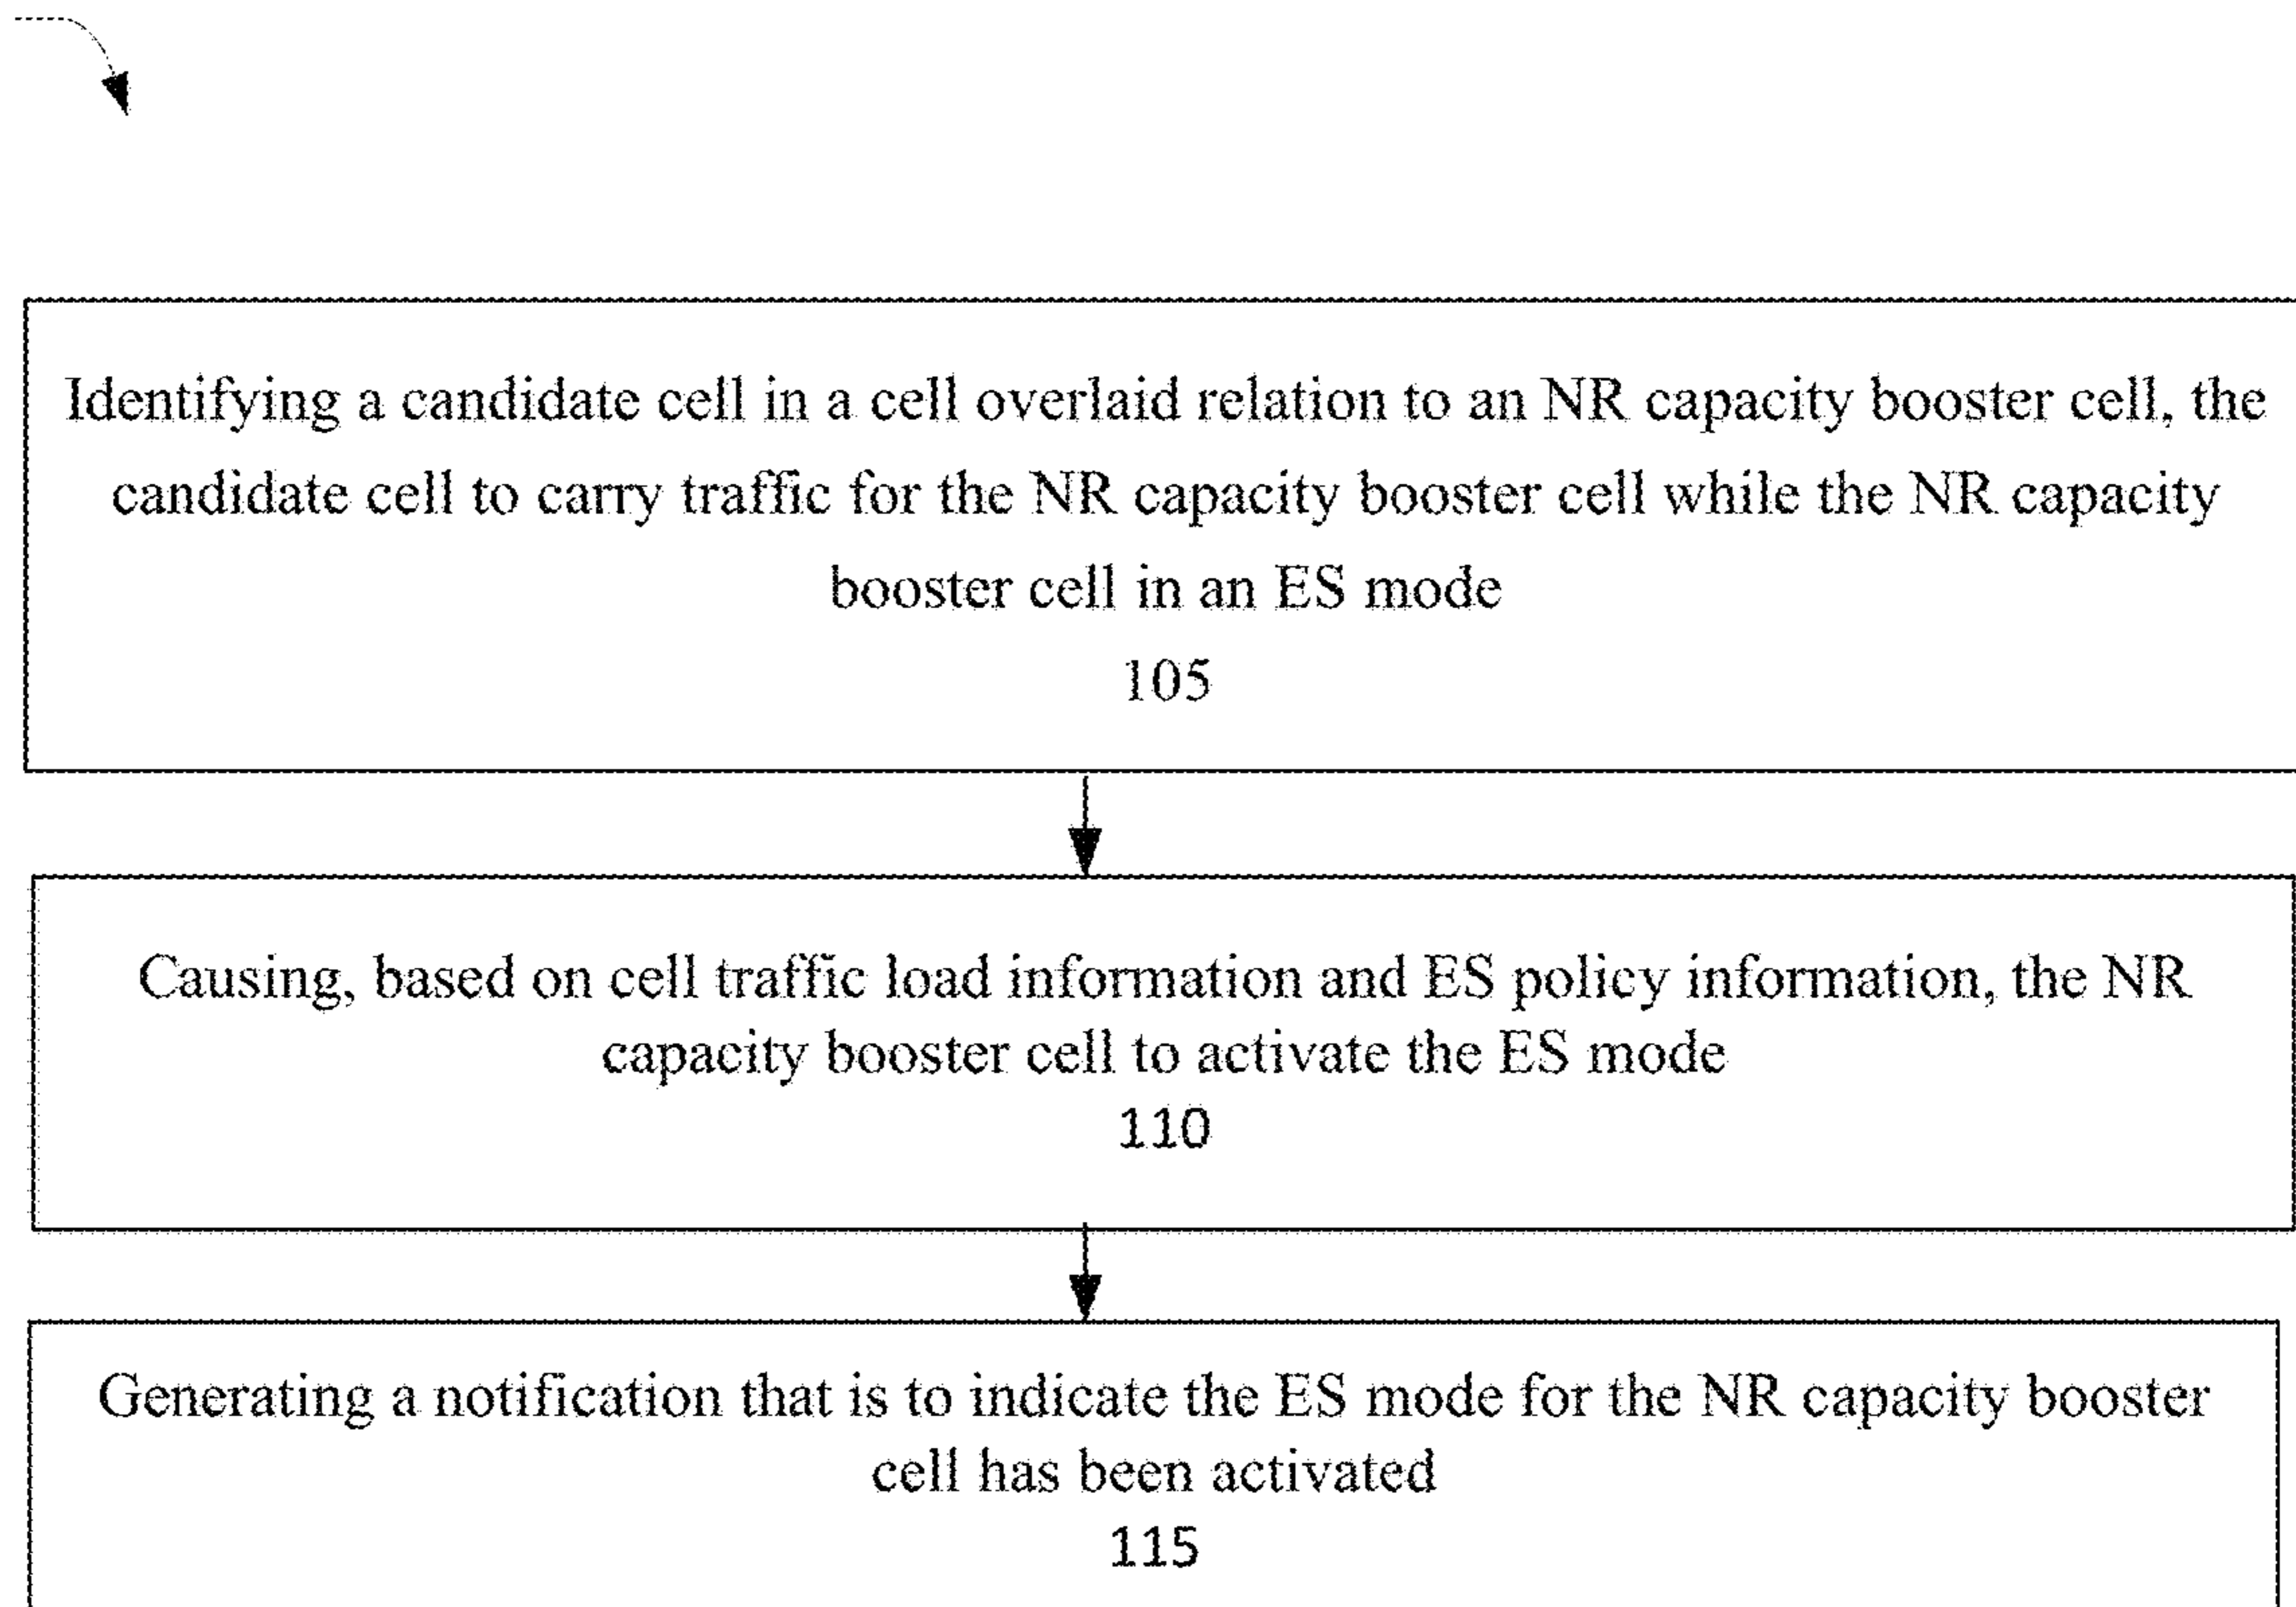 Identifying a candidate cell in a cell overlaid relation to an NR capacity booster cell, the
candidate cell to carry traffic for the NR capacity booster cell while the NR capacity
booster cell in an ES mode
105
Causing, based on cell traffic load information and ES policy information, the NR
capacity booster cell to activate the ES mode
110
Generating a notification that is to indicate the ES mode for the NR capacity booster
cell has been activated
115